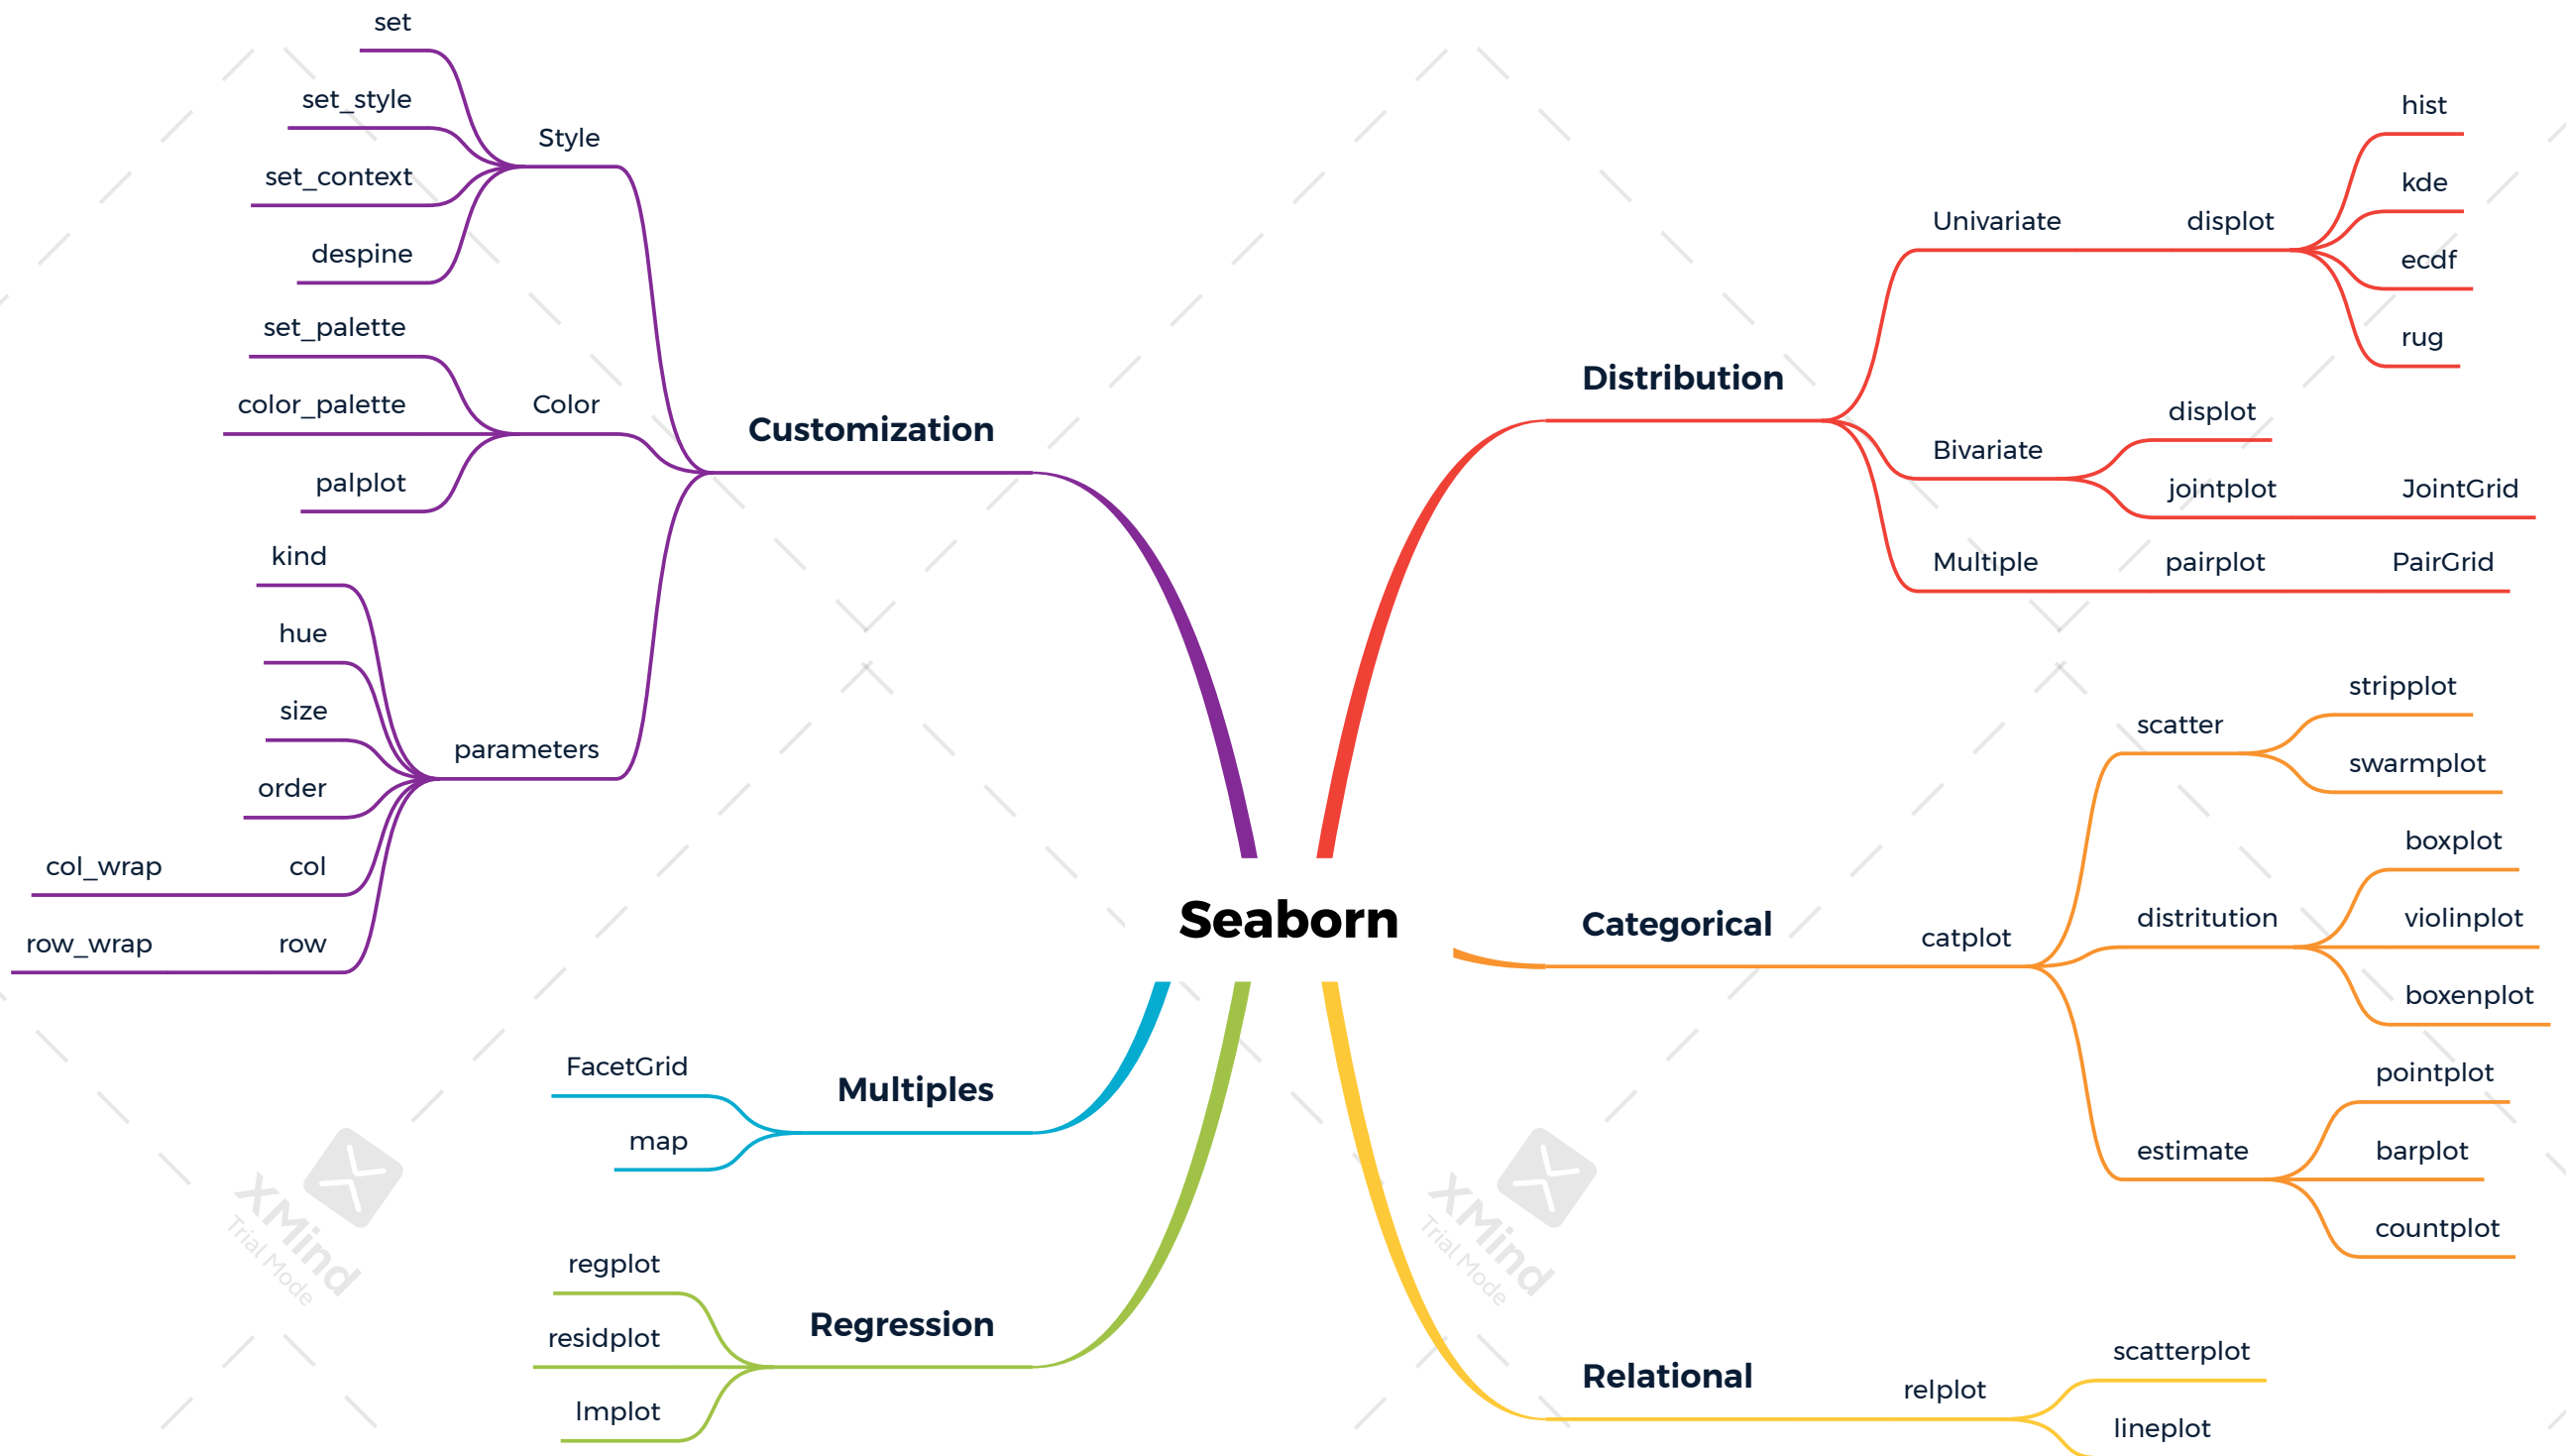 Seaborn
Customization
Style
set
set_style
set_context
despine
Color
set_palette
color_palette
palplot
parameters
kind
hue
size
order
col
col_wrap
row
row_wrap
Multiples
FacetGrid
map
Regression
regplot
residplot
lmplot
Distribution
Univariate
displot
hist
kde
ecdf
rug
Bivariate
displot
jointplot
JointGrid
Multiple
pairplot
PairGrid
Categorical
catplot
scatter
stripplot
swarmplot
distritution
boxplot
violinplot
boxenplot
estimate
pointplot
barplot
countplot
Relational
relplot
scatterplot
lineplot
XMind
Trial Mode
XMind
Trial Mode